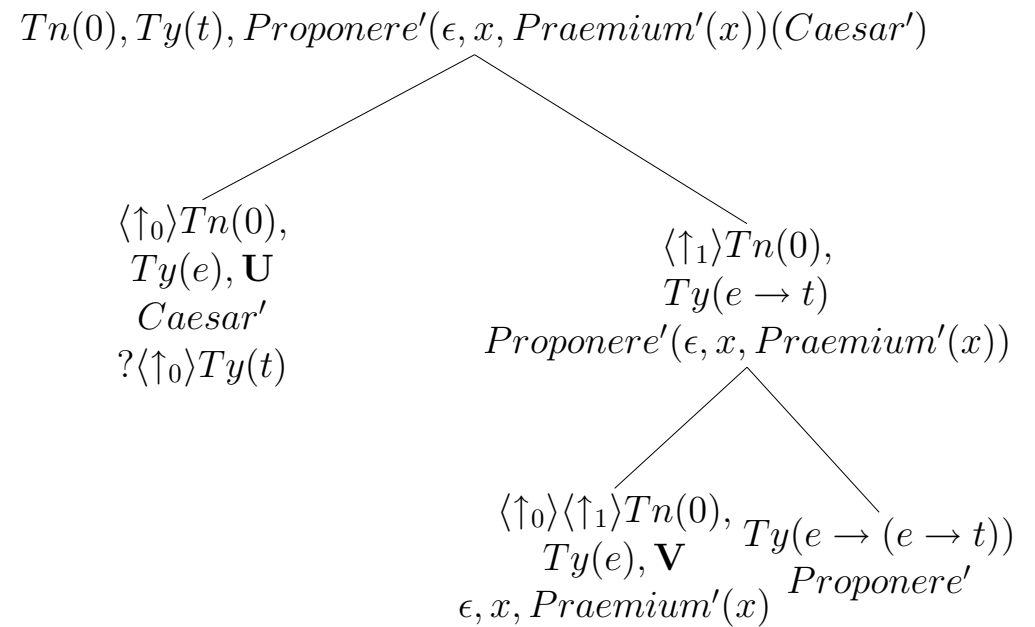 Tn(0), Ty(t), Proponere′(ϵ, x, Praemium′(x))(Caesar′)
⟨↑₀⟩Tn(0),
Ty(e), U
Caesar′
?⟨↑₀⟩Ty(t)
⟨↑₁⟩Tn(0),
Ty(e → t)
Proponere′(ϵ, x, Praemium′(x))
⟨↑₀⟩⟨↑₁⟩Tn(0),
Ty(e), V
ϵ, x, Praemium′(x)
Ty(e → (e → t))
Proponere′